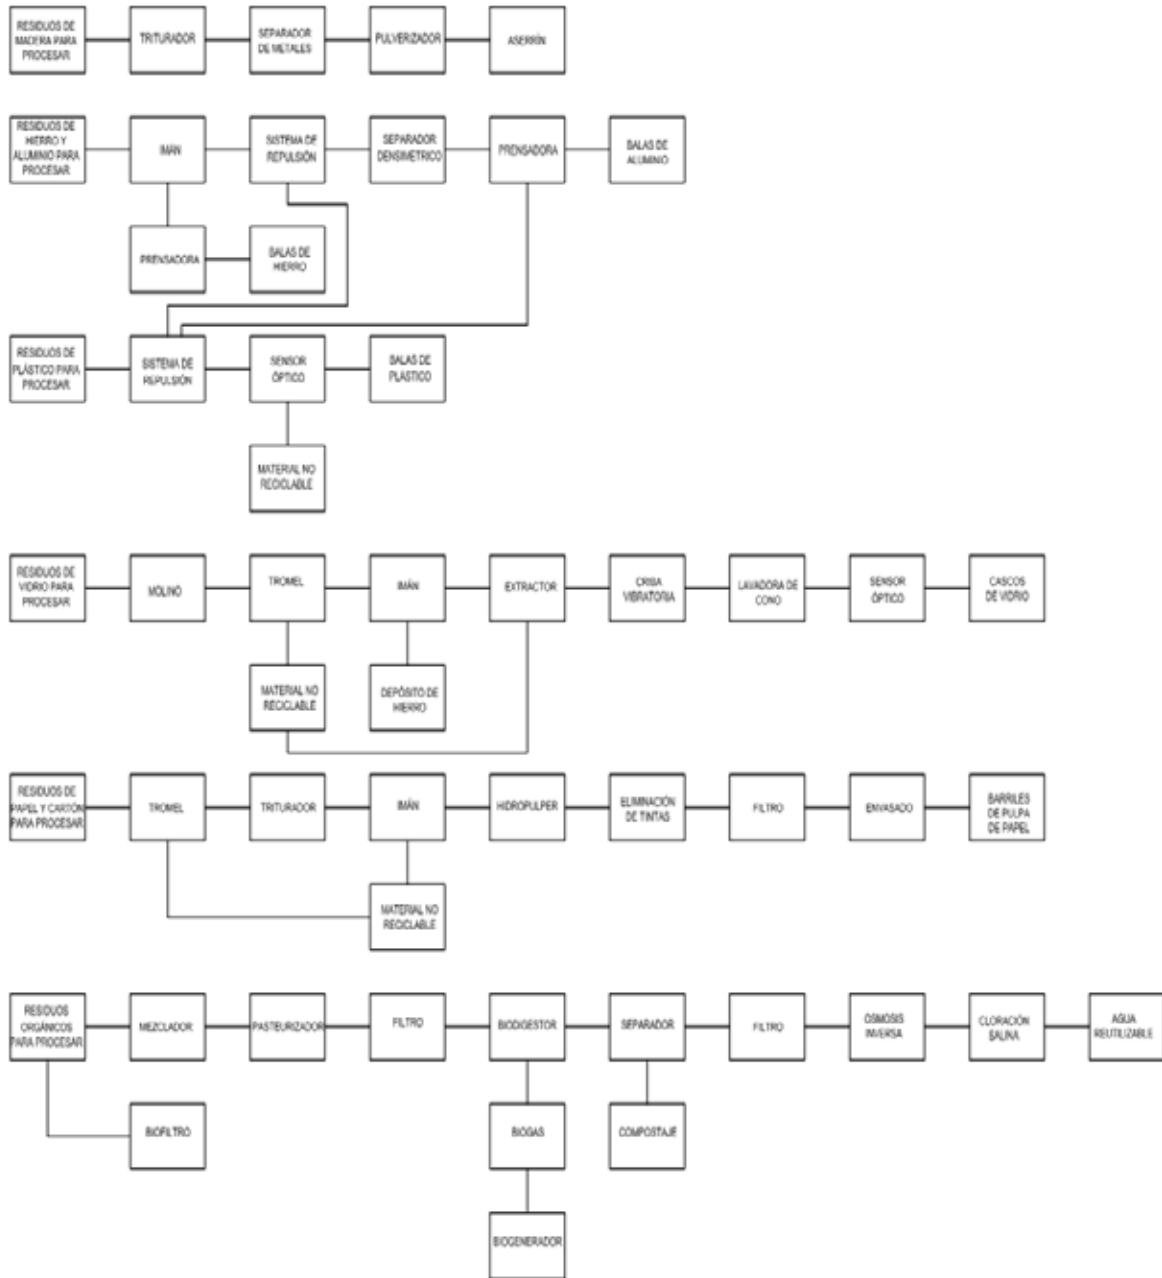 RESIDUOS DE
MADERA PARA
PROCESAR
TRITURADOR
SEPARADOR
DE METALES
PULVERIZADOR
ASERRÍN
RESIDUOS DE
HIERRO Y
ALUMINIO PARA
PROCESAR
IMÁN
SISTEMA DE
REPULSIÓN
SEPARADOR
DENSIMETRICO
PRENSADORA
BALAS DE
ALUMINIO
PRENSADORA
BALAS DE
HIERRO
RESIDUOS DE
PLÁSTICO PARA
PROCESAR
SISTEMA DE
REPULSIÓN
SENSOR
ÓPTICO
BALAS DE
PLÁSTICO
MATERIAL NO
RECICLABLE
RESIDUOS DE
VIDRIO PARA
PROCESAR
MOLINO
TROMEL
IMÁN
EXTRACTOR
CRIBA
VIBRATORIA
LAVADORA DE
CONO
SENSOR
ÓPTICO
CASCOS
DE VIDRIO
MATERIAL NO
RECICLABLE
DEPÓSITO DE
HIERRO
RESIDUOS DE
PAPEL Y CARTÓN
PARA PROCESAR
TROMEL
TRITURADOR
IMÁN
HIDROPULPER
ELIMINACIÓN
DE TINTAS
FILTRO
ENVASADO
BARRILES
DE PULPA
DE PAPEL
MATERIAL NO
RECICLABLE
RESIDUOS
ORGÁNICOS
PARA PROCESAR
MEZCLADOR
PASTEURIZADOR
FILTRO
BIODIGESTOR
SEPARADOR
FILTRO
OSMOSIS
INVERSA
CLORACIÓN
SALINA
AGUA
REUTILIZABLE
BIOFILTRO
BIOGAS
COMPOSTAJE
BIOGENERADOR